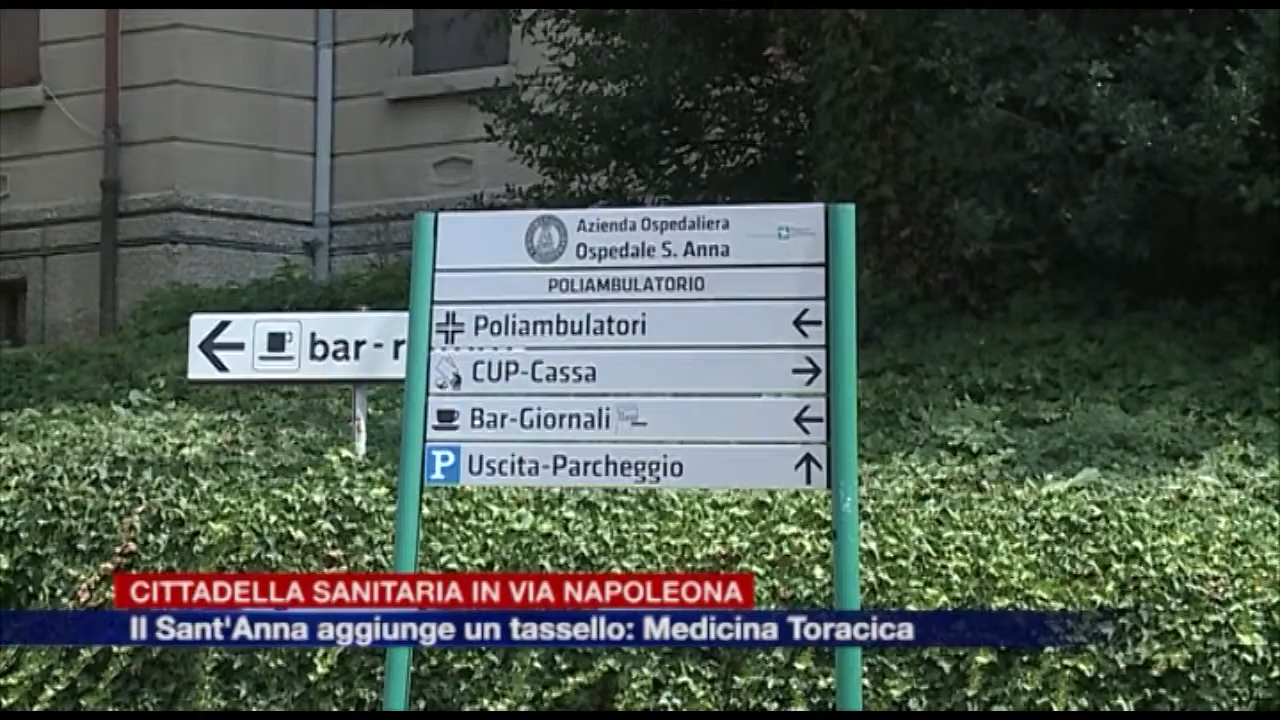 Azienda Ospedaliera
Ospedale S. Anna
POLIAMBULATORIO
Poliambulatori
bar-r
CUP-Cassa
Bar-Giornali
P Uscita-Parcheggio
CITTADELLA SANITARIA IN VIA NAPOLEONA
Il Sant'Anna aggiunge un tassello: Medicina Toracica